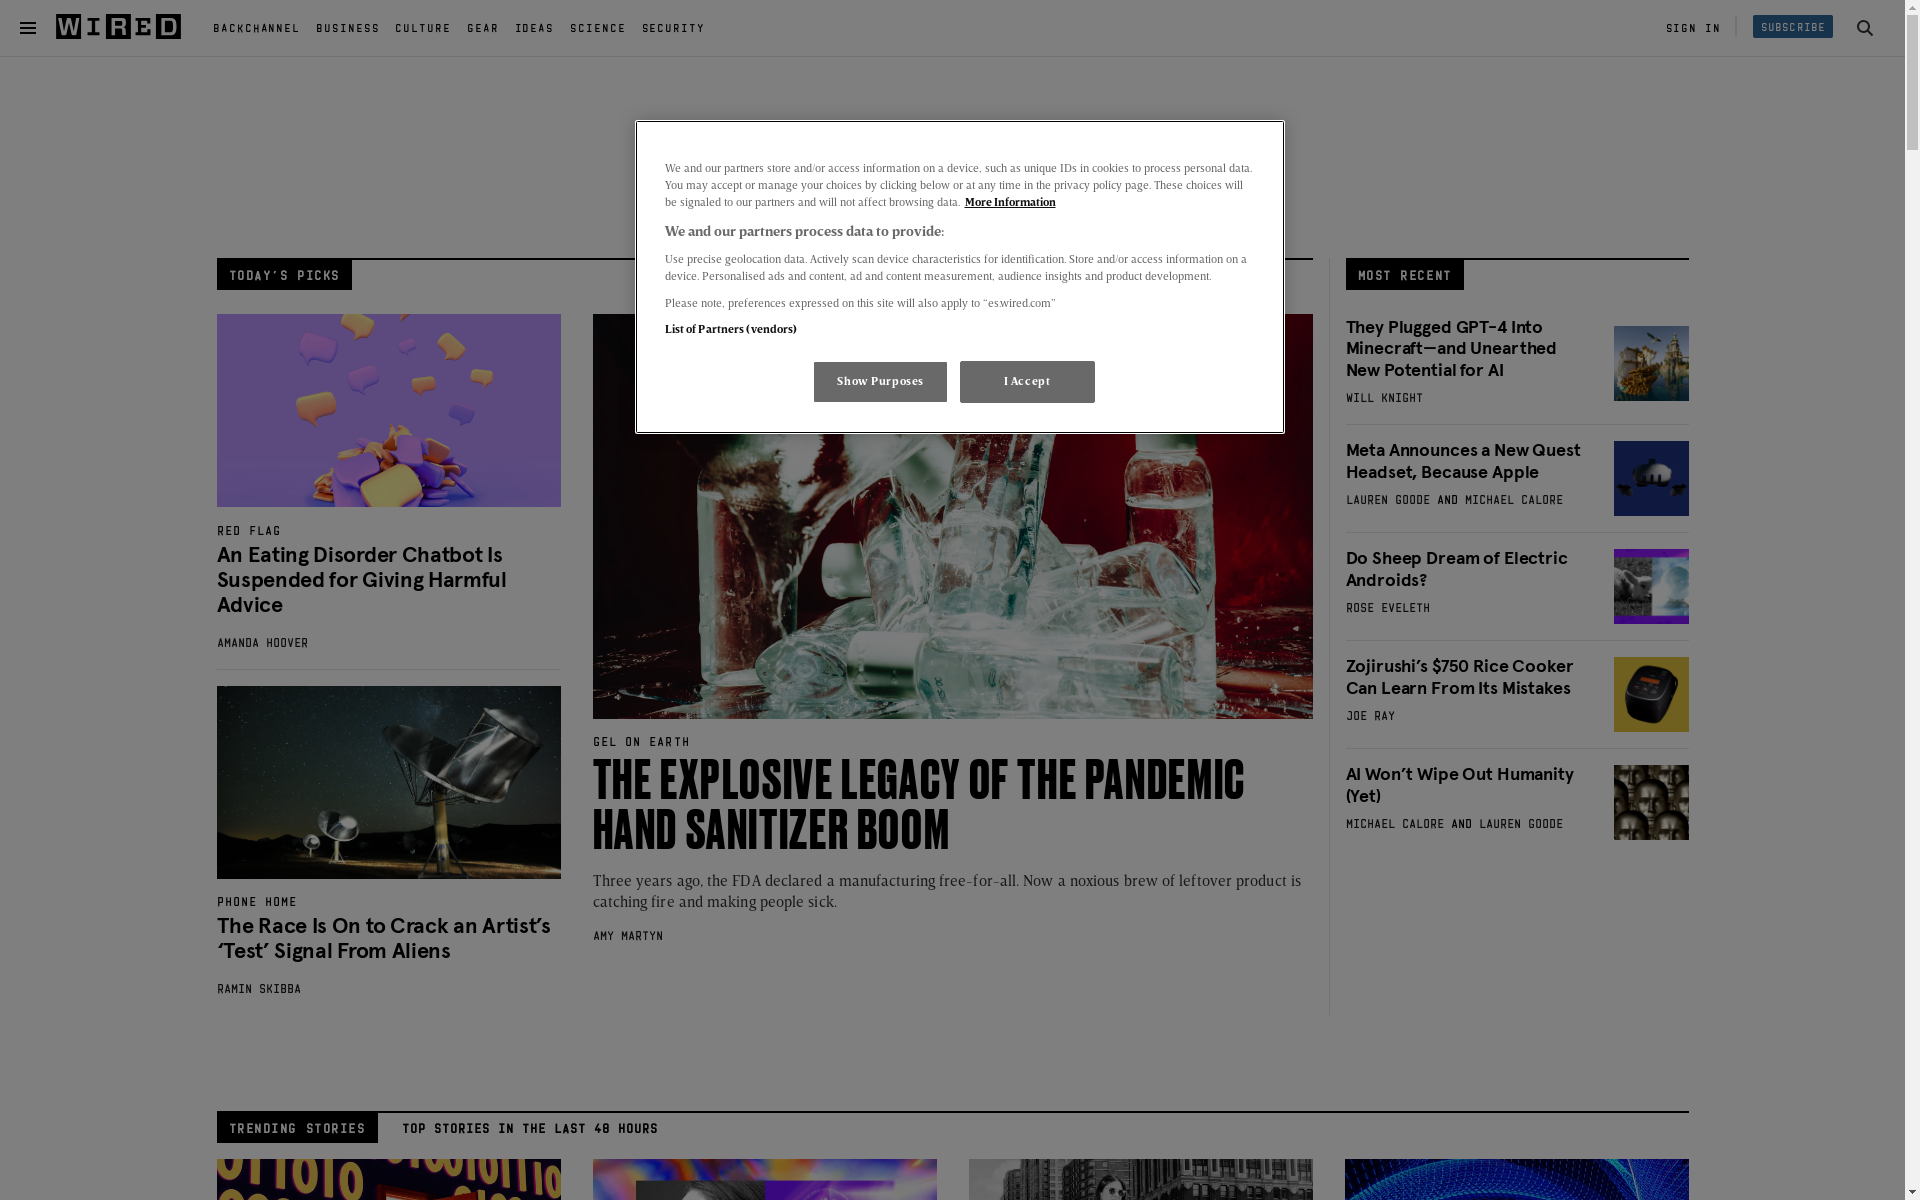 WIRED
BACKCHANNEL BUSINESS CULTURE GEAR IDEAS SCIENCE SECURITY
SIGN IN
SUBSCRIBE
We and our partners store and/or access information on a device, such as unique IDs in cookies to process personal data.
You may accept or manage your choices by clicking below or at any time in the privacy policy page. These choices will
be signaled to our partners and will not affect browsing data. More Information
We and our partners process data to provide:
Use precise geolocation data. Actively scan device characteristics for identification. Store and/or access information on a
device. Personalised ads and content, ad and content measurement, audience insights and product development.
Please note, preferences expressed on this site will also apply to “es.wired.com”
List of Partners (vendors)
Show Purposes
I Accept
TODAY’S PICKS
RED FLAG
An Eating Disorder Chatbot Is
Suspended for Giving Harmful
Advice
AMANDA HOOVER
PHONE HOME
The Race Is On to Crack an Artist’s
‘Test’ Signal From Aliens
RAMIN SKIBBA
GEL ON EARTH
THE EXPLOSIVE LEGACY OF THE PANDEMIC
HAND SANITIZER BOOM
Three years ago, the FDA declared a manufacturing free-for-all. Now a noxious brew of leftover product is
catching fire and making people sick.
AMY MARTYN
MOST RECENT
They Plugged GPT-4 Into
Minecraft—and Unearthed
New Potential for AI
WILL KNIGHT
Meta Announces a New Quest
Headset, Because Apple
LAUREN GOODE AND MICHAEL CALORE
Do Sheep Dream of Electric
Androids?
ROSE EVELETH
Zojirushi’s $750 Rice Cooker
Can Learn From Its Mistakes
JOE RAY
AI Won’t Wipe Out Humanity
(Yet)
MICHAEL CALORE AND LAUREN GOODE
TRENDING STORIES
TOP STORIES IN THE LAST 48 HOURS